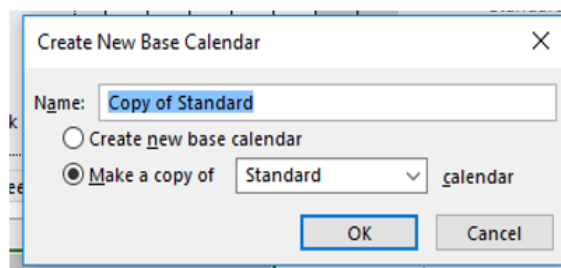 Create New Base Calendar
Name: Copy of Standard
Create new base calendar
Make a copy of Standard calendar
OK Cancel